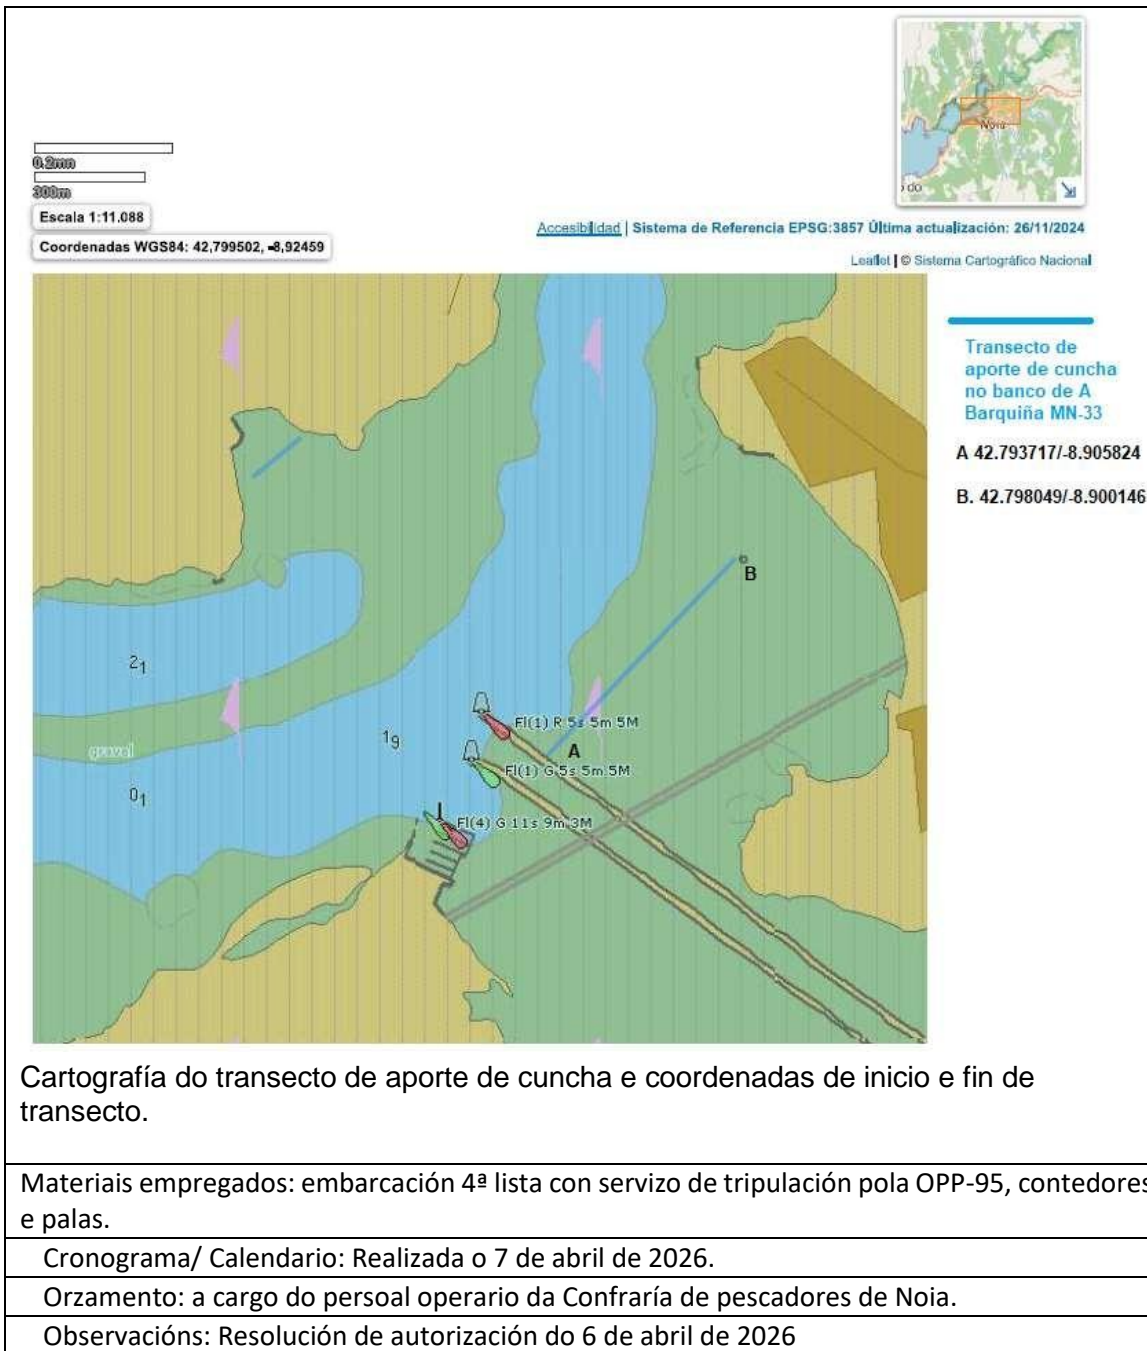 Noia
o do
0,2mn
300m
Escala 1:11.088
Coordenadas WGS84: 42,799502, -8,92459
Accesibilidad | Sistema de Referencia EPSG:3857 Última actualización: 26/11/2024
Leaflet | © Sistema Cartográfico Nacional
Transecto de
aporte de cuncha
no banco de A
Barquiña MN-33
A 42.793717/-8.905824
B. 42.798049/-8.900146
B
2₁
Fl(1) R 5s 5m 5M
1₉
A
gravel
Fl(1) G 5s 5m 5M
0₁
Fl(4) G 11s 9m 3M
Cartografía do transecto de aporte de cuncha e coordenadas de inicio e fin de
transecto.
Materiais empregados: embarcación 4ª lista con servizo de tripulación pola OPP-95, contedores
e palas.
Cronograma/ Calendario: Realizada o 7 de abril de 2026.
Orzamento: a cargo do persoal operario da Confraría de pescadores de Noia.
Observacións: Resolución de autorización do 6 de abril de 2026